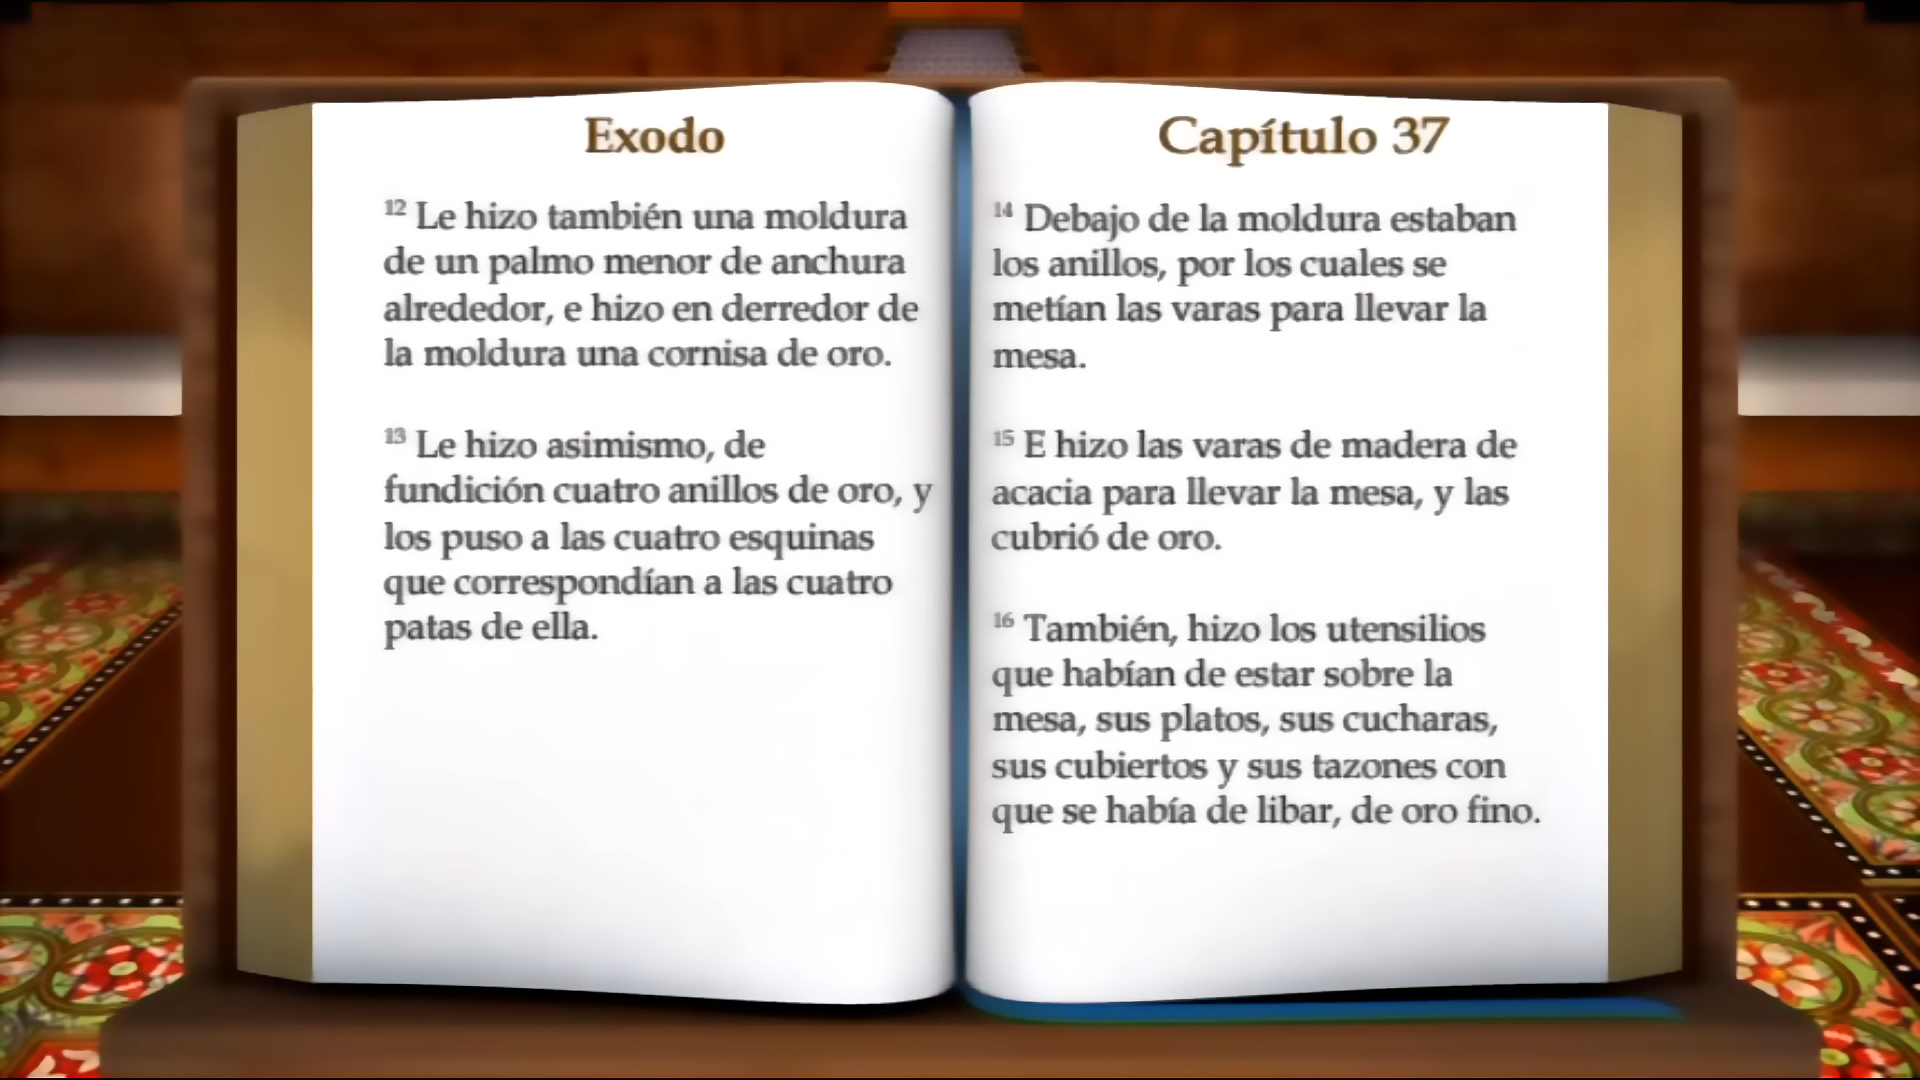 Exodo
12 Le hizo también una moldura
de un palmo menor de anchura
alrededor, e hizo en derredor de
la moldura una cornisa de oro.
13 Le hizo asimismo, de
fundición cuatro anillos de oro, y
los puso a las cuatro esquinas
que correspondían a las cuatro
patas de ella.
Capítulo 37
14 Debajo de la moldura estaban
los anillos, por los cuales se
metían las varas para llevar la
mesa.
15 E hizo las varas de madera de
acacia para llevar la mesa, y las
cubrió de oro.
16 También, hizo los utensilios
que habían de estar sobre la
mesa, sus platos, sus cucharas,
sus cubiertos y sus tazones con
que se había de libar, de oro fino.